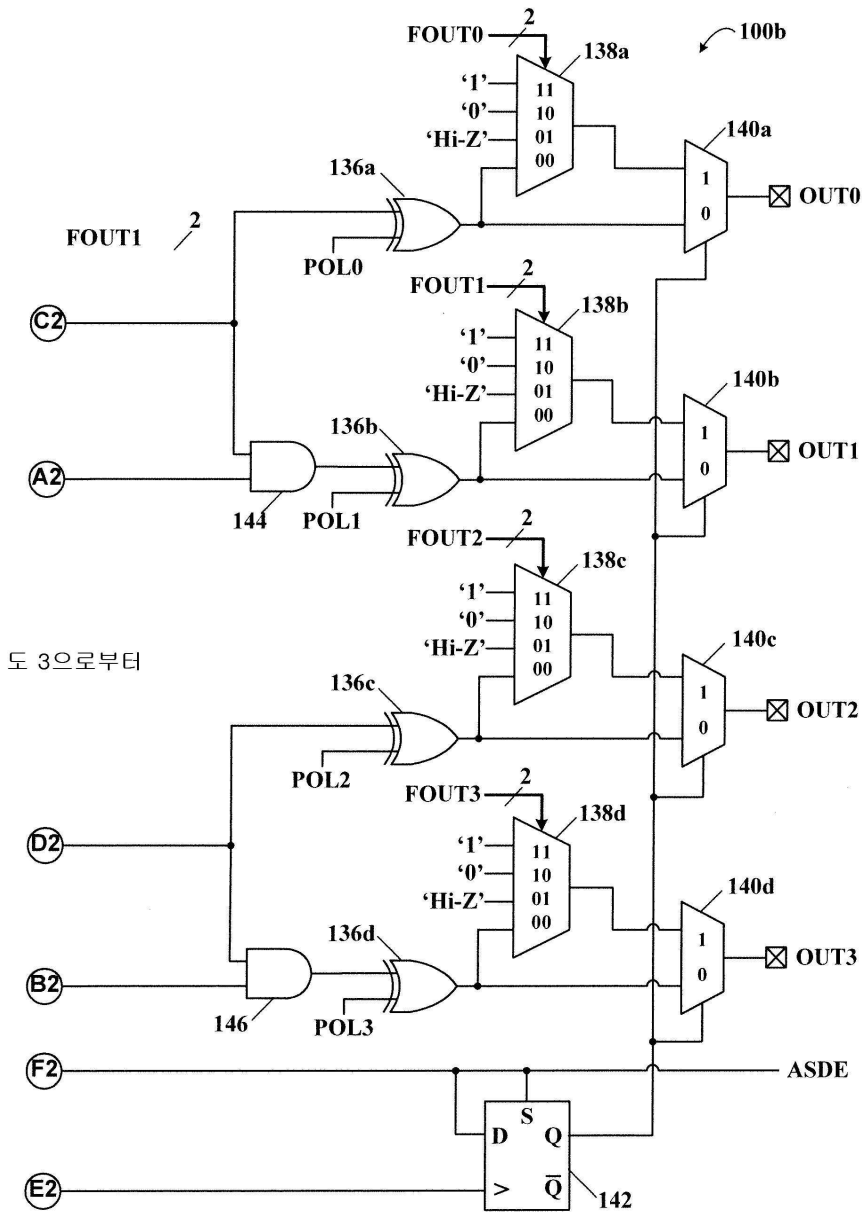 FOUT0 2 100b
138a
'1' 11
'0' 10
'Hi-Z' 01
00
140a
1
0
OUT0
136a
FOUT1 2
POL0
FOUT1 2
138b
C2
'1' 11
'0' 10
'Hi-Z' 01
00
140b
1
0
OUT1
136b
A2
144 POL1
FOUT2 2
138c
'1' 11
'0' 10
'Hi-Z' 01
00
도 3으로부터
140c
1
0
OUT2
136c
POL2
FOUT3 2
138d
D2
'1' 11
'0' 10
'Hi-Z' 01
00
140d
1
0
OUT3
136d
B2
146 POL3
F2 ASDE
S
D Q
E2 > Q̅ 142